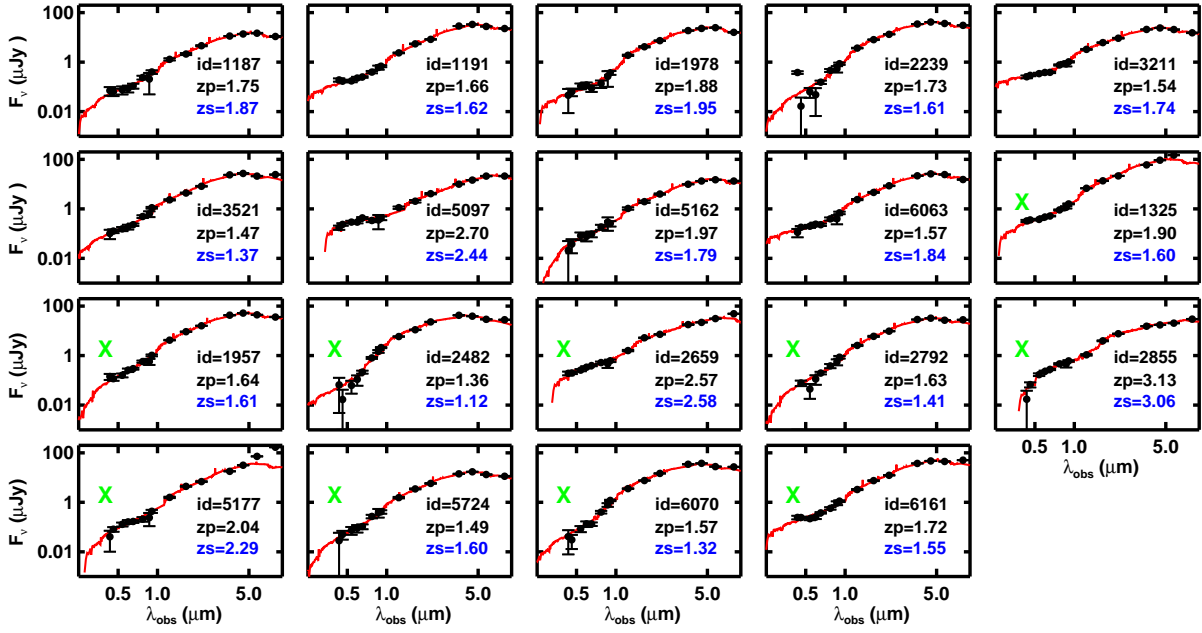 100
1
0.01
F_ν (μJy)
id=1187
zp=1.75
zs=1.87
id=1191
zp=1.66
zs=1.62
id=1978
zp=1.88
zs=1.95
id=2239
zp=1.73
zs=1.61
id=3211
zp=1.54
zs=1.74
100
1
0.01
F_ν (μJy)
id=3521
zp=1.47
zs=1.37
id=5097
zp=2.70
zs=2.44
id=5162
zp=1.97
zs=1.79
id=6063
zp=1.57
zs=1.84
X
id=1325
zp=1.90
zs=1.60
100
1
0.01
F_ν (μJy)
X
id=1957
zp=1.64
zs=1.61
X
id=2482
zp=1.36
zs=1.12
X
id=2659
zp=2.57
zs=2.58
X
id=2792
zp=1.63
zs=1.41
X
id=2855
zp=3.13
zs=3.06
0.5 1.0 5.0
λ_obs (μm)
100
1
0.01
F_ν (μJy)
X
id=5177
zp=2.04
zs=2.29
X
id=5724
zp=1.49
zs=1.60
X
id=6070
zp=1.57
zs=1.32
X
id=6161
zp=1.72
zs=1.55
0.5 1.0 5.0
λ_obs (μm)
0.5 1.0 5.0
λ_obs (μm)
0.5 1.0 5.0
λ_obs (μm)
0.5 1.0 5.0
λ_obs (μm)